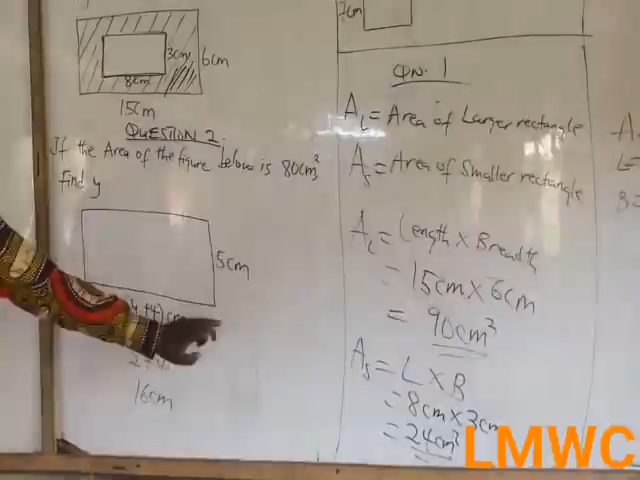 3cm
6cm
8cm
15cm
QUESTION 2.
If the Area of the figure below is 80cm²
Find y
5cm
16cm
7cm
QN. 1
A_L = Area of Larger rectangle
A_s = Area of Smaller rectangle
A_L = Length × Breadth
= 15cm × 6cm
= 90cm²
A_s = L × B
= 8cm × 3cm
= 24cm²
LMWC